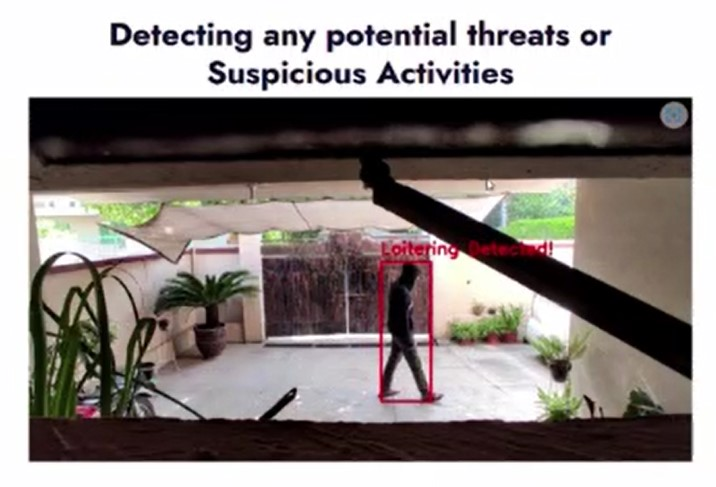 Detecting any potential threats or
Suspicious Activities
Loitering Detected!